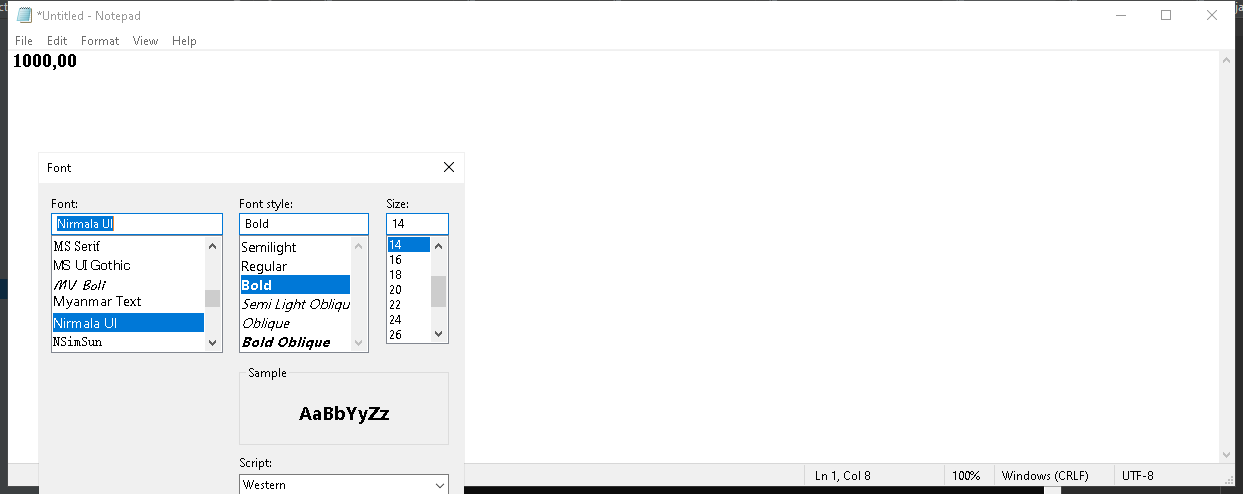 *Untitled - Notepad
File Edit Format View Help
1000,00
Font
Font: Font style: Size:
Nirmala UI Bold 14
MS Serif Semilight 14
MS UI Gothic Regular 16
MV Boli Bold 18
Myanmar Text Semi Light Obliqu 20
Nirmala UI Oblique 22
NSimSun Bold Oblique 24
26
Sample
AaBbYyZz
Script:
Western
Ln 1, Col 8 100% Windows (CRLF) UTF-8